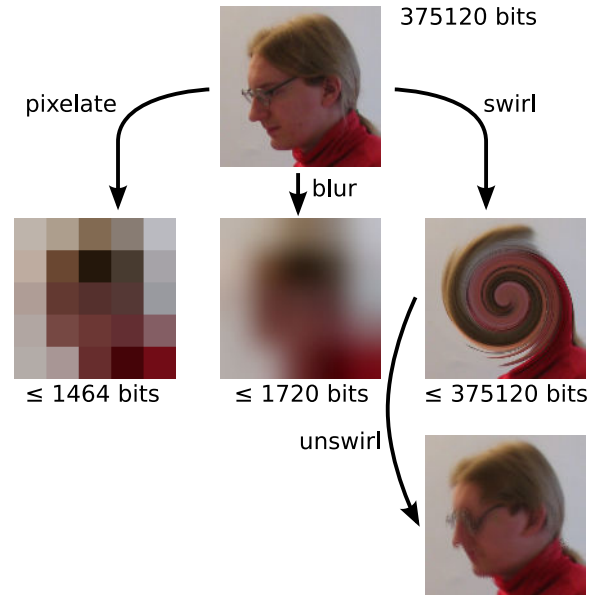 375120 bits
pixelate
swirl
blur
≤ 1464 bits
≤ 1720 bits
≤ 375120 bits
unswirl